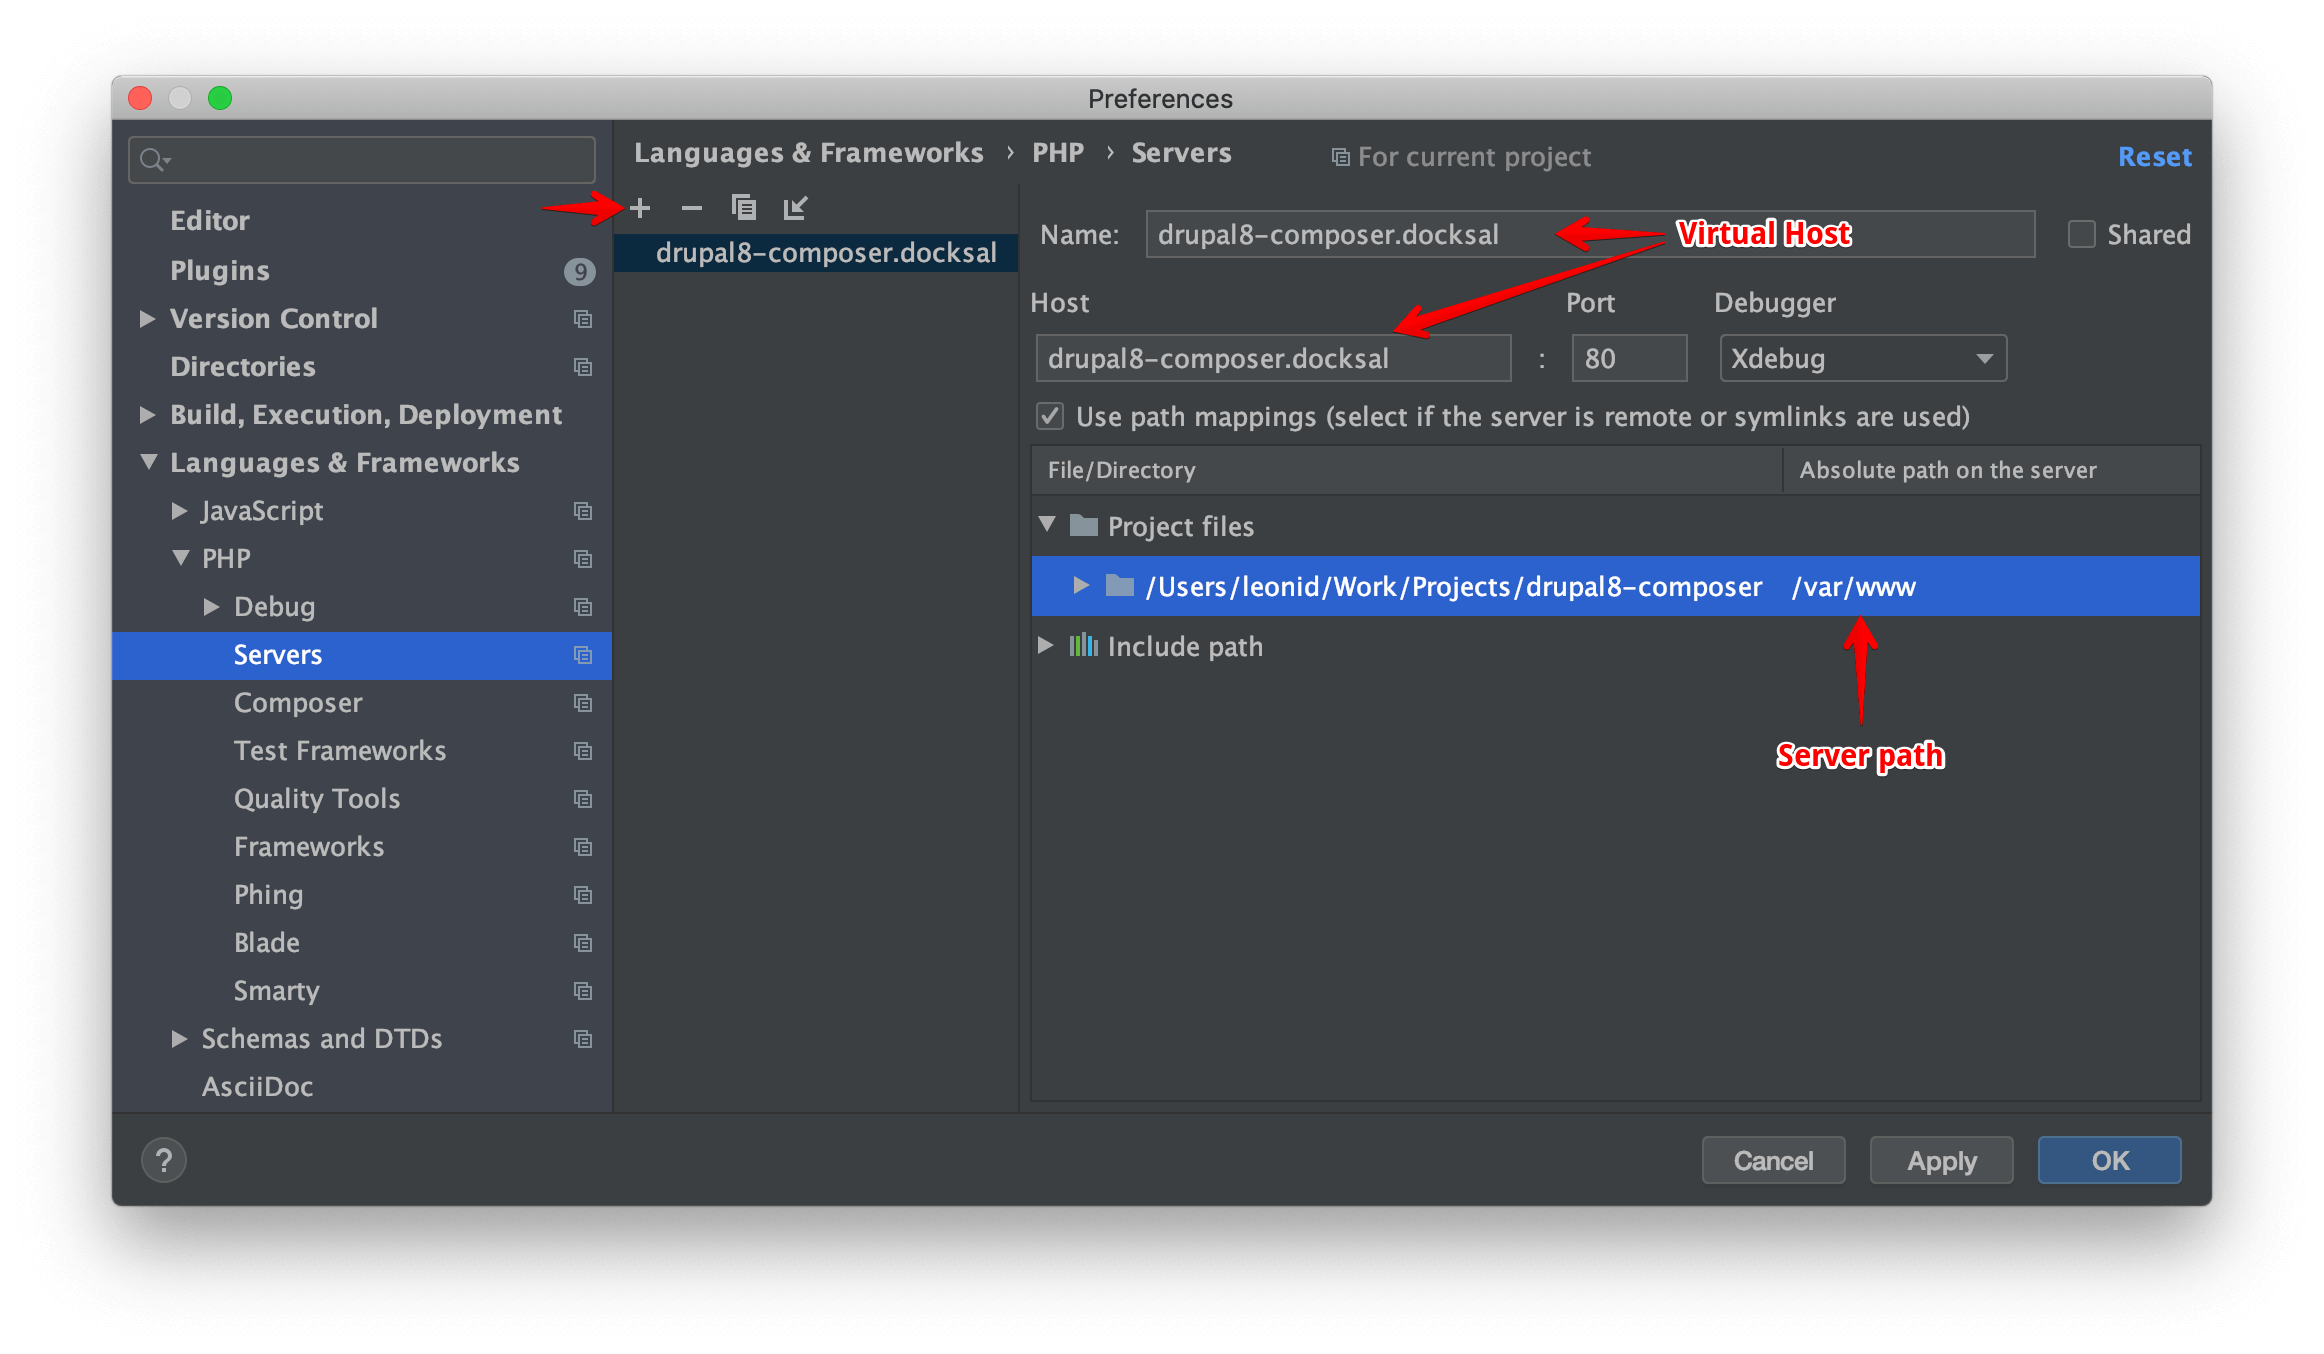 Preferences
Languages & Frameworks › PHP › Servers
For current project
Reset
Editor
Plugins
9
Version Control
Directories
Build, Execution, Deployment
Languages & Frameworks
JavaScript
PHP
Debug
Servers
Composer
Test Frameworks
Quality Tools
Frameworks
Phing
Blade
Smarty
Schemas and DTDs
AsciiDoc
drupal8-composer.docksal
Name: drupal8-composer.docksal
Virtual Host
Shared
Host Port Debugger
drupal8-composer.docksal : 80 Xdebug
Use path mappings (select if the server is remote or symlinks are used)
File/Directory Absolute path on the server
Project files
/Users/leonid/Work/Projects/drupal8-composer /var/www
Include path
Server path
?
Cancel Apply OK